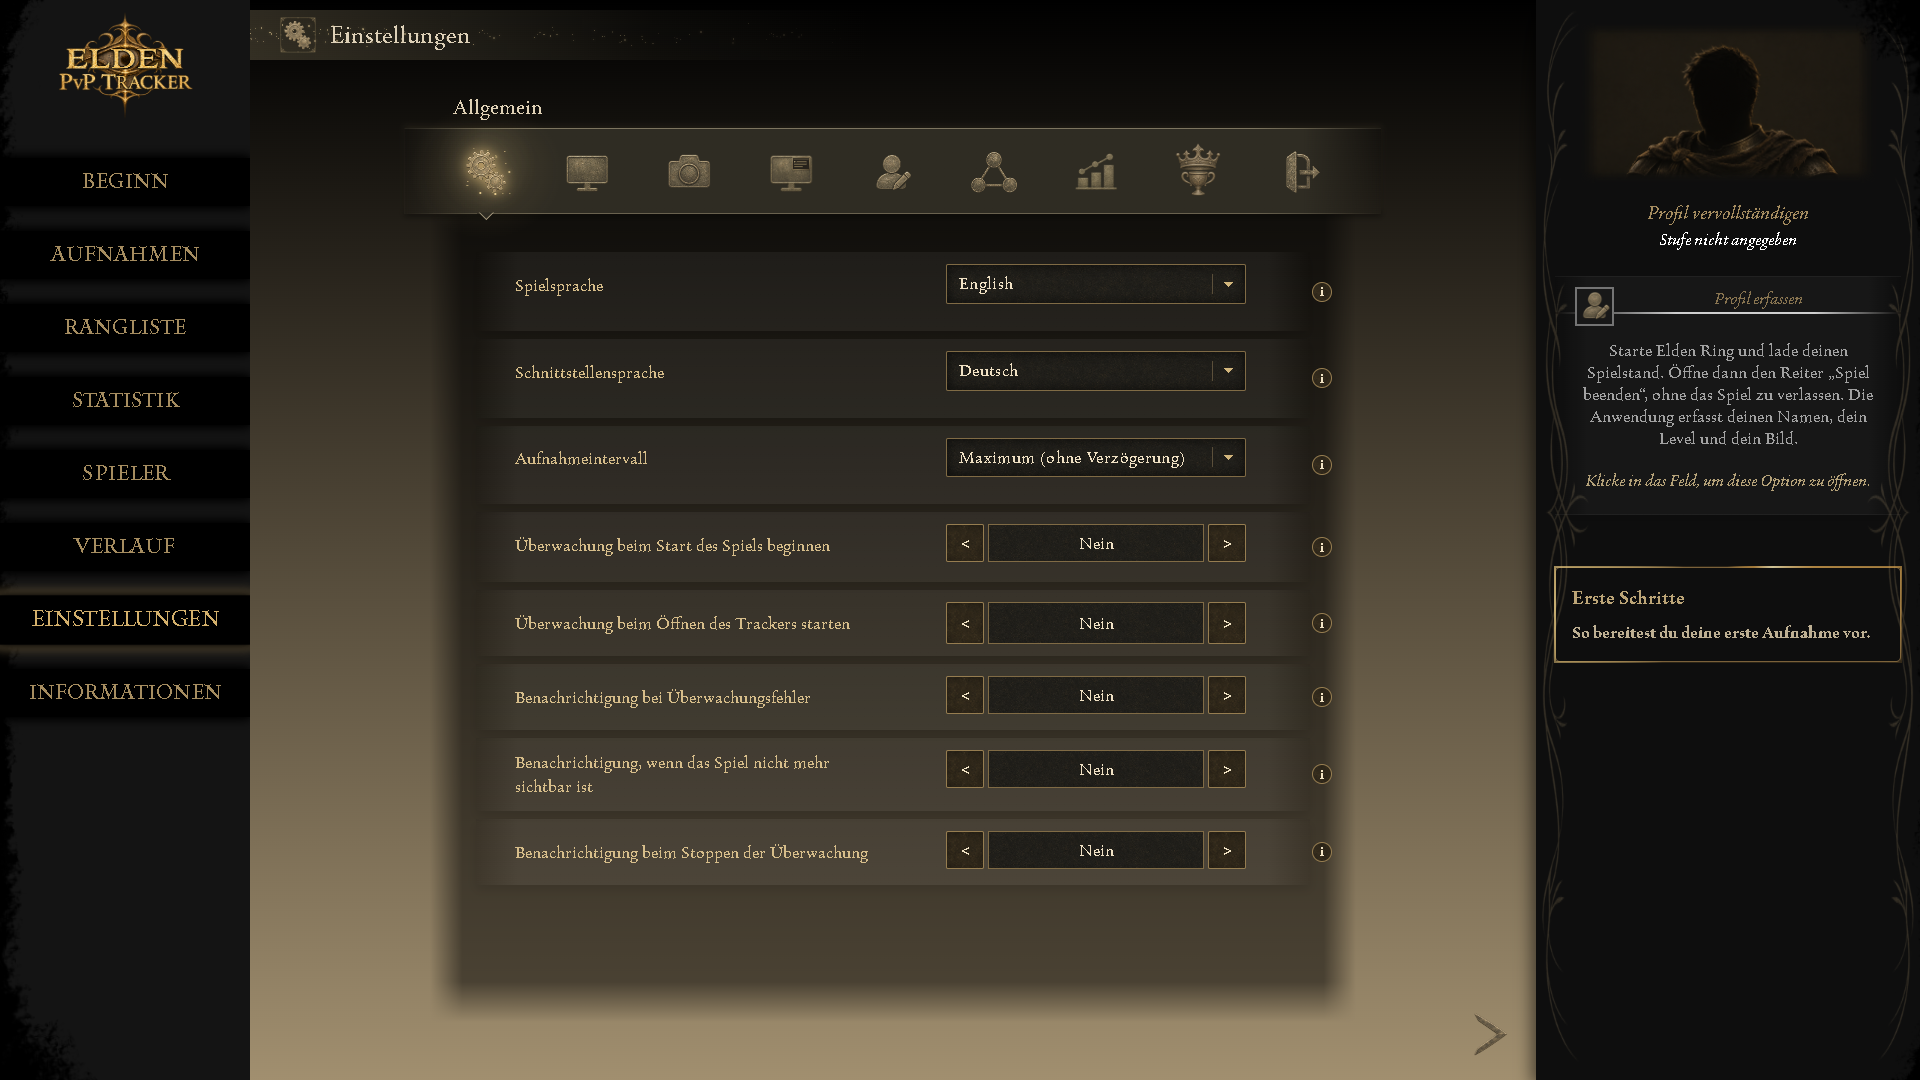 ELDEN
PVP TRACKER
BEGINN
AUFNAHMEN
RANGLISTE
STATISTIK
SPIELER
VERLAUF
EINSTELLUNGEN
INFORMATIONEN
Einstellungen
Allgemein
Spielsprache
English
i
Schnittstellensprache
Deutsch
i
Aufnahmeintervall
Maximum (ohne Verzögerung)
i
Überwachung beim Start des Spiels beginnen
< Nein >
i
Überwachung beim Öffnen des Trackers starten
< Nein >
i
Benachrichtigung bei Überwachungsfehler
< Nein >
i
Benachrichtigung, wenn das Spiel nicht mehr
sichtbar ist
< Nein >
i
Benachrichtigung beim Stoppen der Überwachung
< Nein >
i
Profil vervollständigen
Stufe nicht angegeben
Profil erfassen
Starte Elden Ring und lade deinen
Spielstand. Öffne dann den Reiter „Spiel
beenden“, ohne das Spiel zu verlassen. Die
Anwendung erfasst deinen Namen, dein
Level und dein Bild.
Klicke in das Feld, um diese Option zu öffnen.
Erste Schritte
So bereitest du deine erste Aufnahme vor.